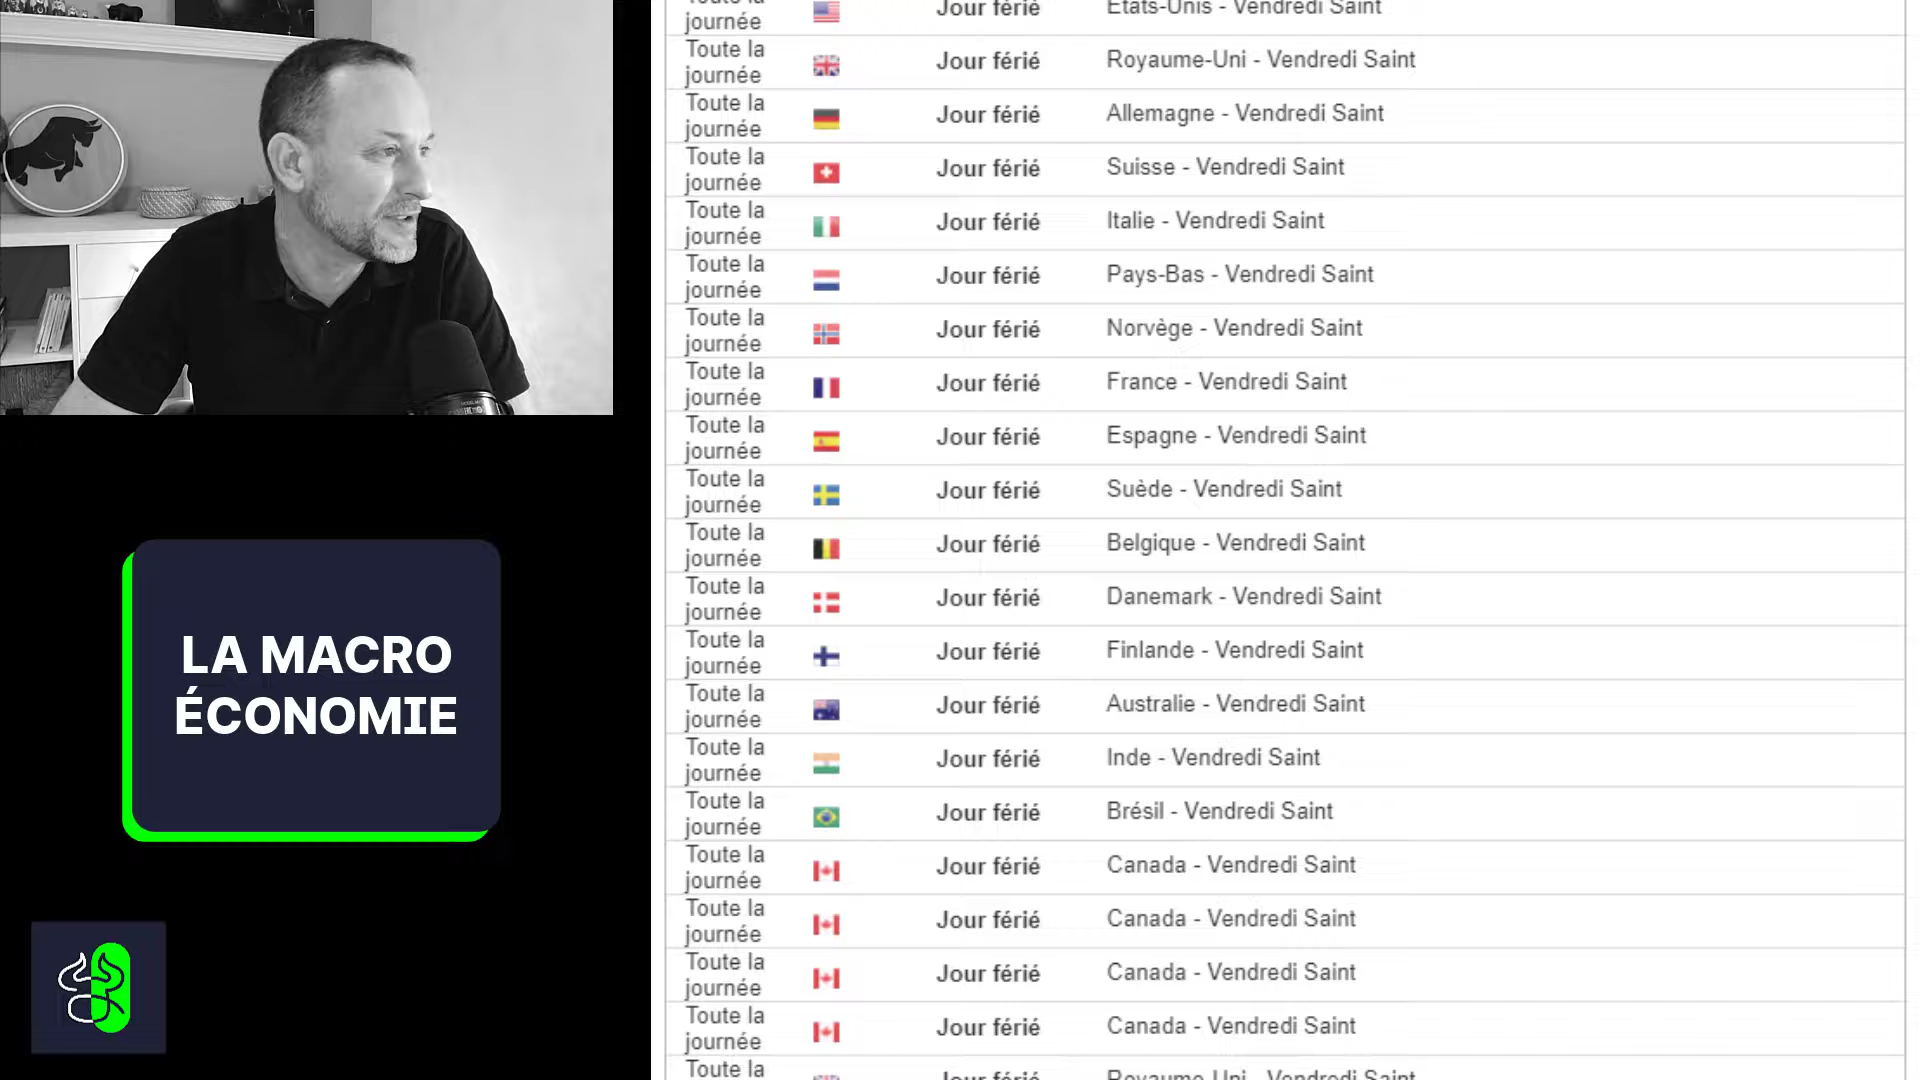 Toute la
journée
Jour férié
États-Unis - Vendredi Saint
Toute la
journée
Jour férié
Royaume-Uni - Vendredi Saint
Toute la
journée
Jour férié
Allemagne - Vendredi Saint
Toute la
journée
Jour férié
Suisse - Vendredi Saint
Toute la
journée
Jour férié
Italie - Vendredi Saint
Toute la
journée
Jour férié
Pays-Bas - Vendredi Saint
Toute la
journée
Jour férié
Norvège - Vendredi Saint
Toute la
journée
Jour férié
France - Vendredi Saint
Toute la
journée
Jour férié
Espagne - Vendredi Saint
Toute la
journée
Jour férié
Suède - Vendredi Saint
Toute la
journée
Jour férié
Belgique - Vendredi Saint
Toute la
journée
Jour férié
Danemark - Vendredi Saint
Toute la
journée
Jour férié
Finlande - Vendredi Saint
Toute la
journée
Jour férié
Australie - Vendredi Saint
Toute la
journée
Jour férié
Inde - Vendredi Saint
Toute la
journée
Jour férié
Brésil - Vendredi Saint
Toute la
journée
Jour férié
Canada - Vendredi Saint
Toute la
journée
Jour férié
Canada - Vendredi Saint
Toute la
journée
Jour férié
Canada - Vendredi Saint
Toute la
journée
Jour férié
Canada - Vendredi Saint
Toute la
Jour férié
Royaume-Uni - Vendredi Saint
LA MACRO
ÉCONOMIE